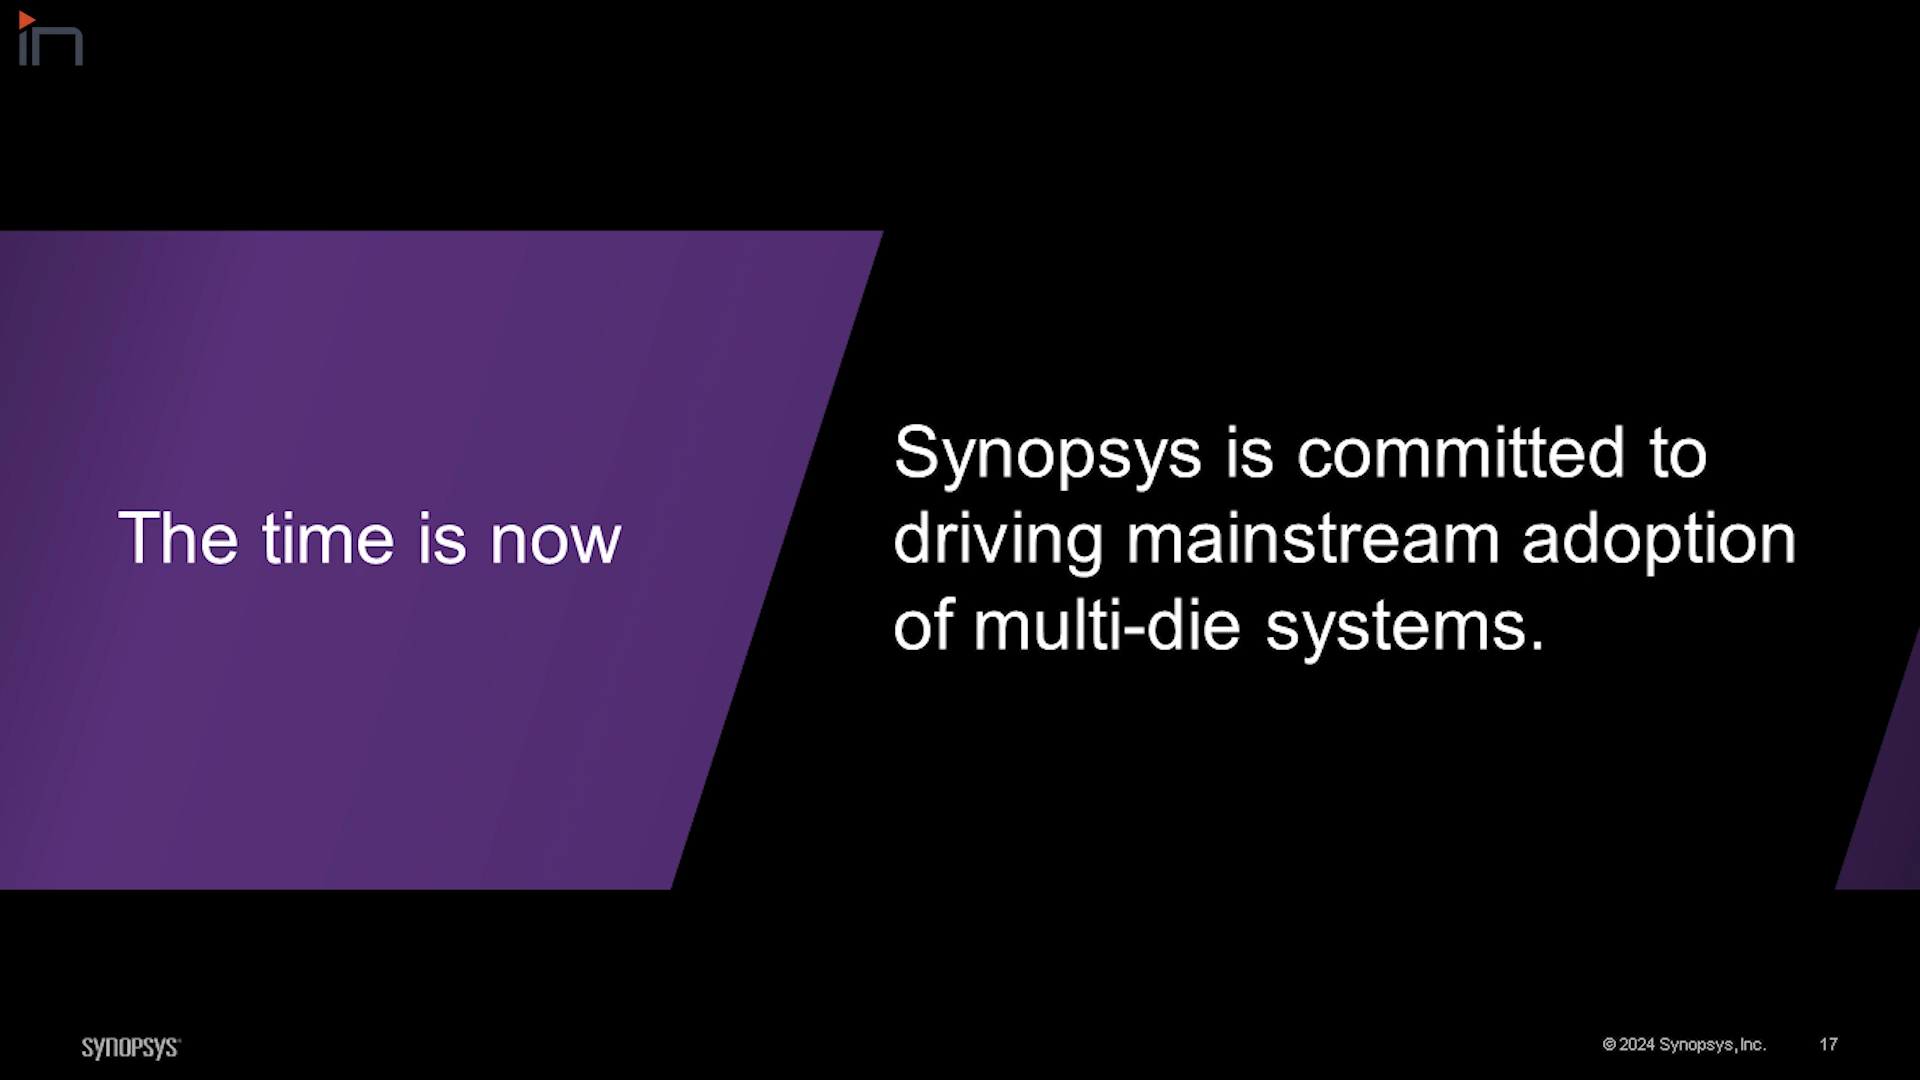 in
The time is now
Synopsys is committed to
driving mainstream adoption
of multi-die systems.
SYNOPSYS
© 2024 Synopsys, Inc.
17